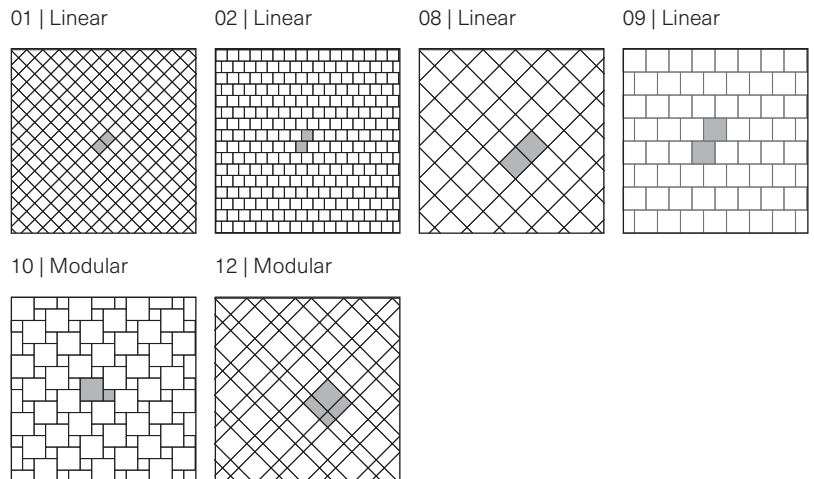 01 | Linear
02 | Linear
08 | Linear
09 | Linear
10 | Modular
12 | Modular